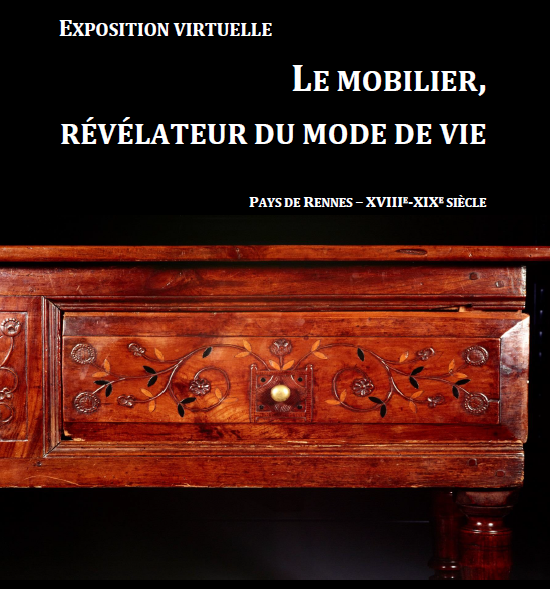 EXPOSITION VIRTUELLE
LE MOBILIER,
RÉVÉLATEUR DU MODE DE VIE
PAYS DE RENNES – XVIIIE-XIXE SIÈCLE